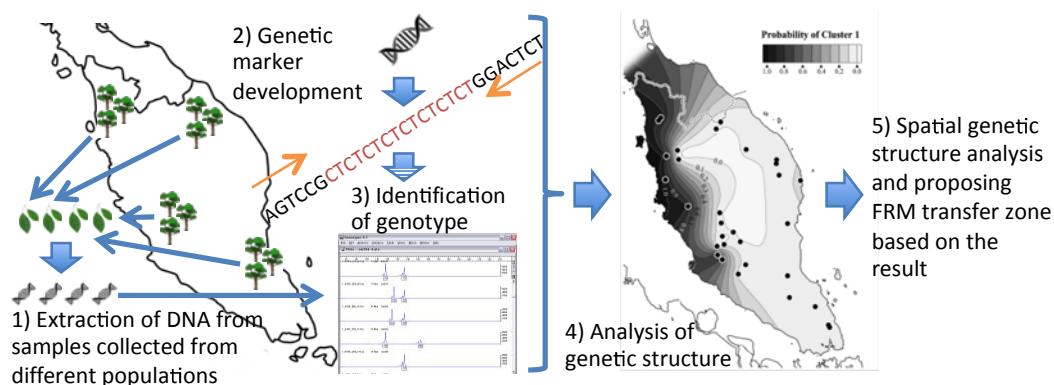 2) Genetic
marker
development
AGTCCGCTCTCTCTCTCTCTGGACTCT
3) Identification
of genotype
1) Extraction of DNA from
samples collected from
different populations
Probability of Cluster 1
1.0 0.8 0.6 0.4 0.2 0.0
4) Analysis of
genetic structure
5) Spatial genetic
structure analysis
and proposing
FRM transfer zone
based on the
result